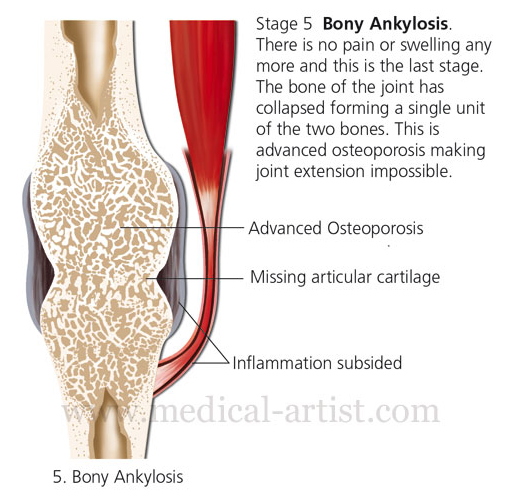 Stage 5 Bony Ankylosis.
There is no pain or swelling any
more and this is the last stage.
The bone of the joint has
collapsed forming a single unit
of the two bones. This is
advanced osteoporosis making
joint extension impossible.
Advanced Osteoporosis
Missing articular cartilage
Inflammation subsided
www.medical-artist.com
5. Bony Ankylosis